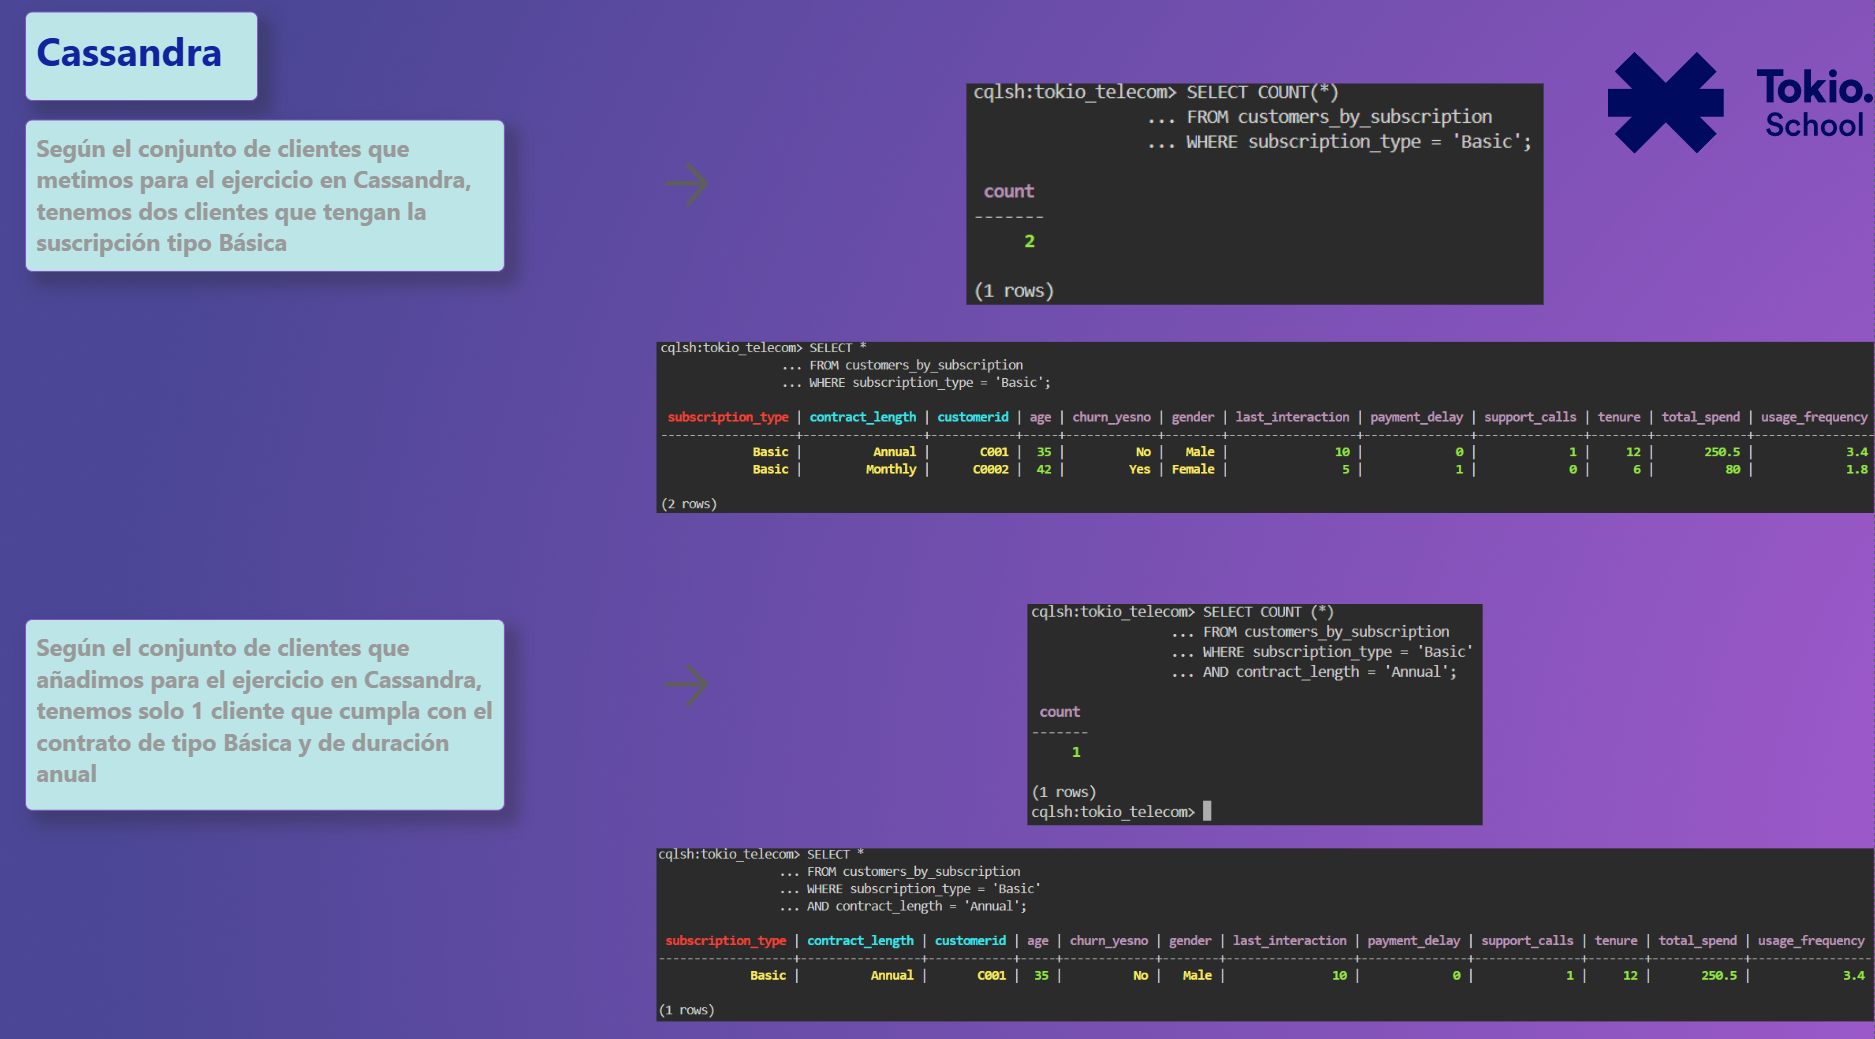 Cassandra
Tokio.
School
Según el conjunto de clientes que
metimos para el ejercicio en Cassandra,
tenemos dos clientes que tengan la
suscripción tipo Básica
cqlsh:tokio_telecom> SELECT COUNT(*)
... FROM customers_by_subscription
... WHERE subscription_type = 'Basic';
count
-------
2
(1 rows)
cqlsh:tokio_telecom> SELECT *
... FROM customers_by_subscription
... WHERE subscription_type = 'Basic';
subscription_type | contract_length | customerid | age | churn_yesno | gender | last_interaction | payment_delay | support_calls | tenure | total_spend | usage_frequency
Basic | Annual | C001 | 35 | No | Male | 10 | 0 | 1 | 12 | 250.5 | 3.4
Basic | Monthly | C0002 | 42 | Yes | Female | 5 | 1 | 0 | 6 | 80 | 1.8
(2 rows)
Según el conjunto de clientes que
añadimos para el ejercicio en Cassandra,
tenemos solo 1 cliente que cumpla con el
contrato de tipo Básica y de duración
anual
cqlsh:tokio_telecom> SELECT COUNT (*)
... FROM customers_by_subscription
... WHERE subscription_type = 'Basic'
... AND contract_length = 'Annual';
count
-------
1
(1 rows)
cqlsh:tokio_telecom>
cqlsh:tokio_telecom> SELECT *
... FROM customers_by_subscription
... WHERE subscription_type = 'Basic'
... AND contract_length = 'Annual';
subscription_type | contract_length | customerid | age | churn_yesno | gender | last_interaction | payment_delay | support_calls | tenure | total_spend | usage_frequency
Basic | Annual | C001 | 35 | No | Male | 10 | 0 | 1 | 12 | 250.5 | 3.4
(1 rows)